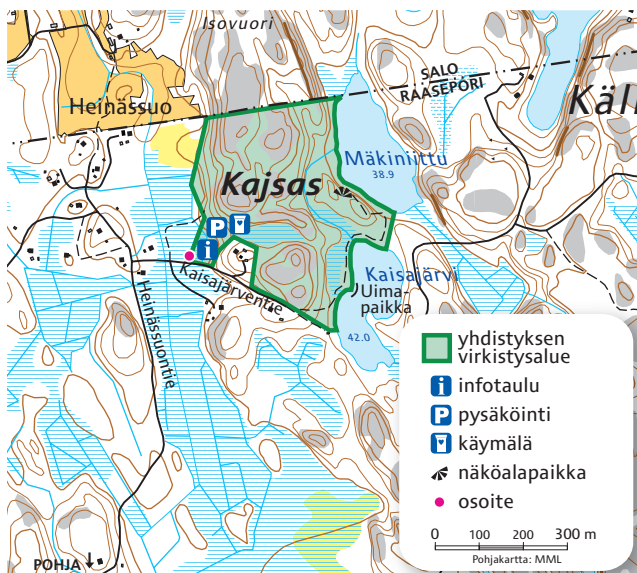 Isovuori
SALO
RAASEPORI
Heinässuo
Käll
Mäkiniittu
38.9
Kajsas
P
i
Kaisajärvi
Uima-
paikka
Kaisajärventie
Heinässuontie
42.0
POHJA
yhdistyksen
virkistysalue
i infotaulu
P pysäköinti
käymälä
näköalapaikka
osoite
0 100 200 300 m
Pohjakartta: MML